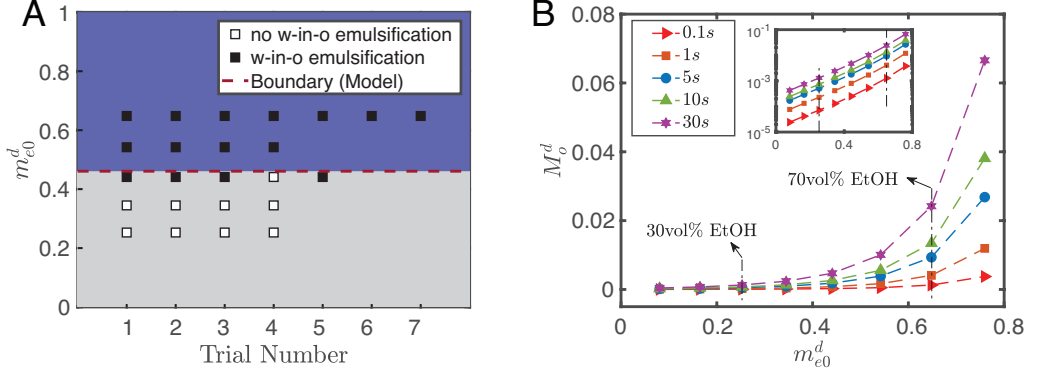 A
1
0.8
0.6
0.4
0.2
0
m_{e0}^{d}
no w-in-o emulsification
w-in-o emulsification
Boundary (Model)
1 2 3 4 5 6 7
Trial Number
B
0.08
0.06
0.04
0.02
0
M_{o}^{d}
0.1s
1s
5s
10s
30s
10^{-1}
10^{-3}
10^{-5}
0 0.4 0.8
70vol% EtOH
30vol% EtOH
0 0.2 0.4 0.6 0.8
m_{e0}^{d}